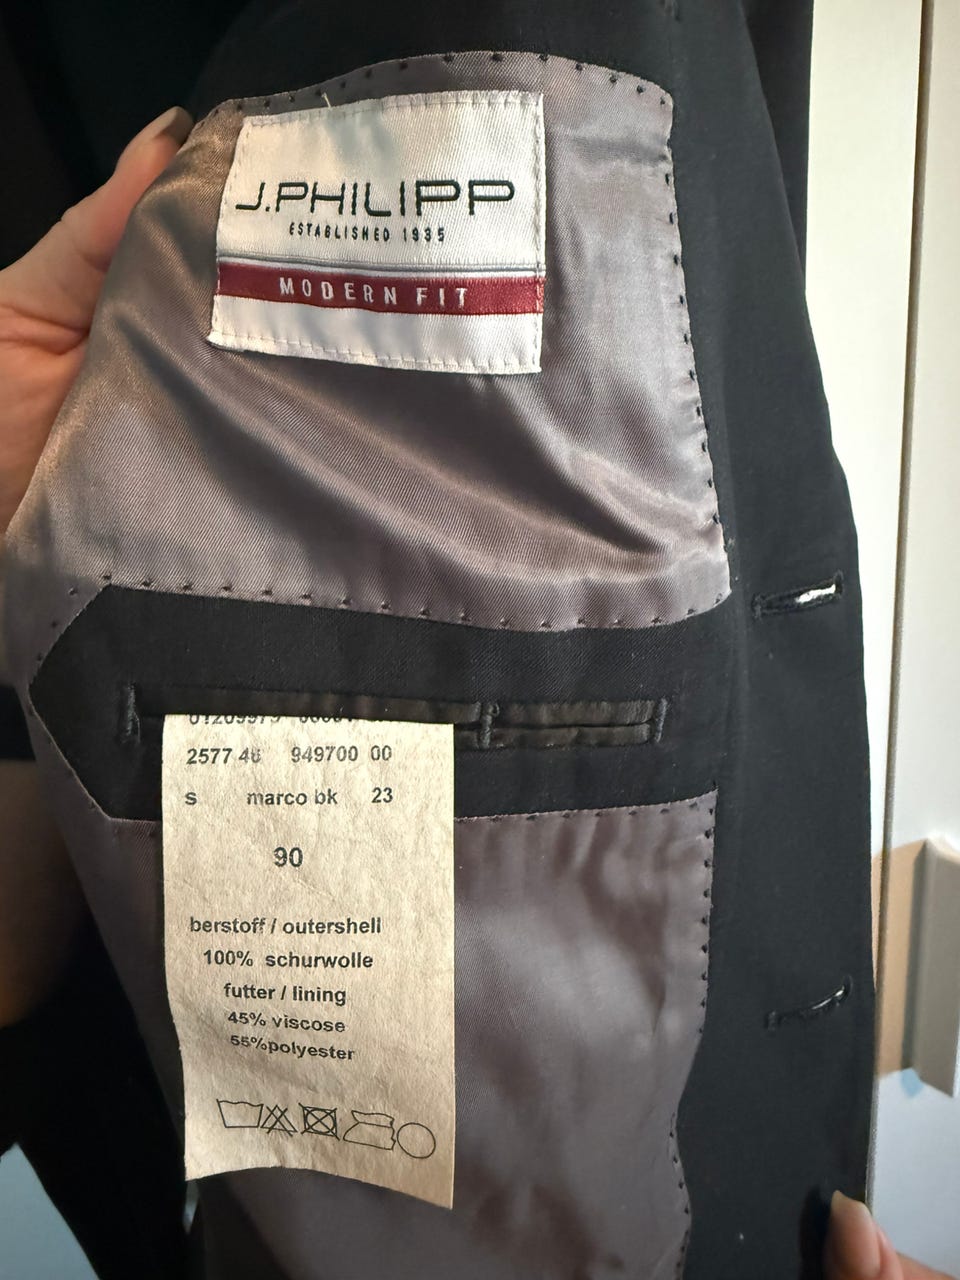 J.PHILIPP
ESTABLISHED 1935
MODERN FIT
2577 46 949700 00
s marco bk 23
90
berstoff / outershell
100% schurwolle
futter / lining
45% viscose
55%polyester